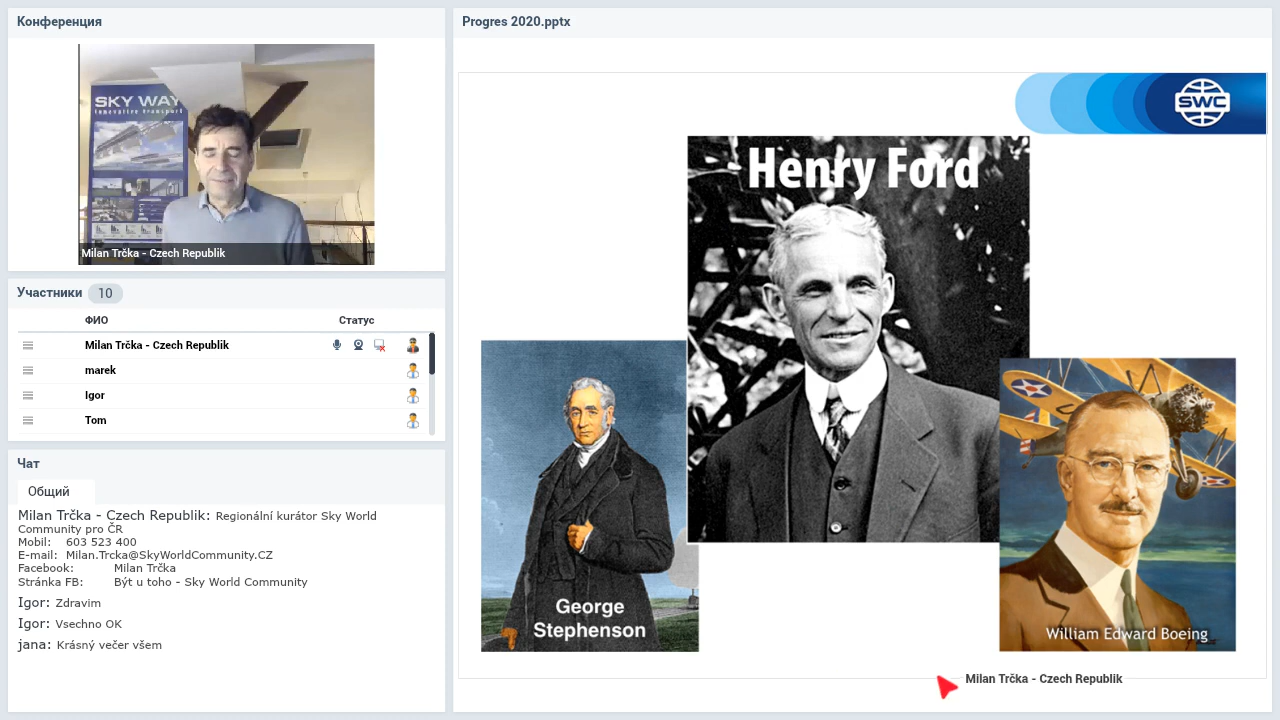 Конференция
SKY WAY
innovative transport
Milan Trčka - Czech Republik
Участники 10
ФИО Статус
Milan Trčka - Czech Republik
marek
Igor
Tom
Чат
Общий
Milan Trčka - Czech Republik: Regionální kurátor Sky World
Community pro ČR
Mobil: 603 523 400
E-mail: Milan.Trcka@SkyWorldCommunity.CZ
Facebook: Milan Trčka
Stránka FB: Být u toho - Sky World Community
Igor: Zdravim
Igor: Vsechno OK
jana: Krásný večer všem
Progres 2020.pptx
SWC
Henry Ford
George
Stephenson
William Edward Boeing
Milan Trčka - Czech Republik